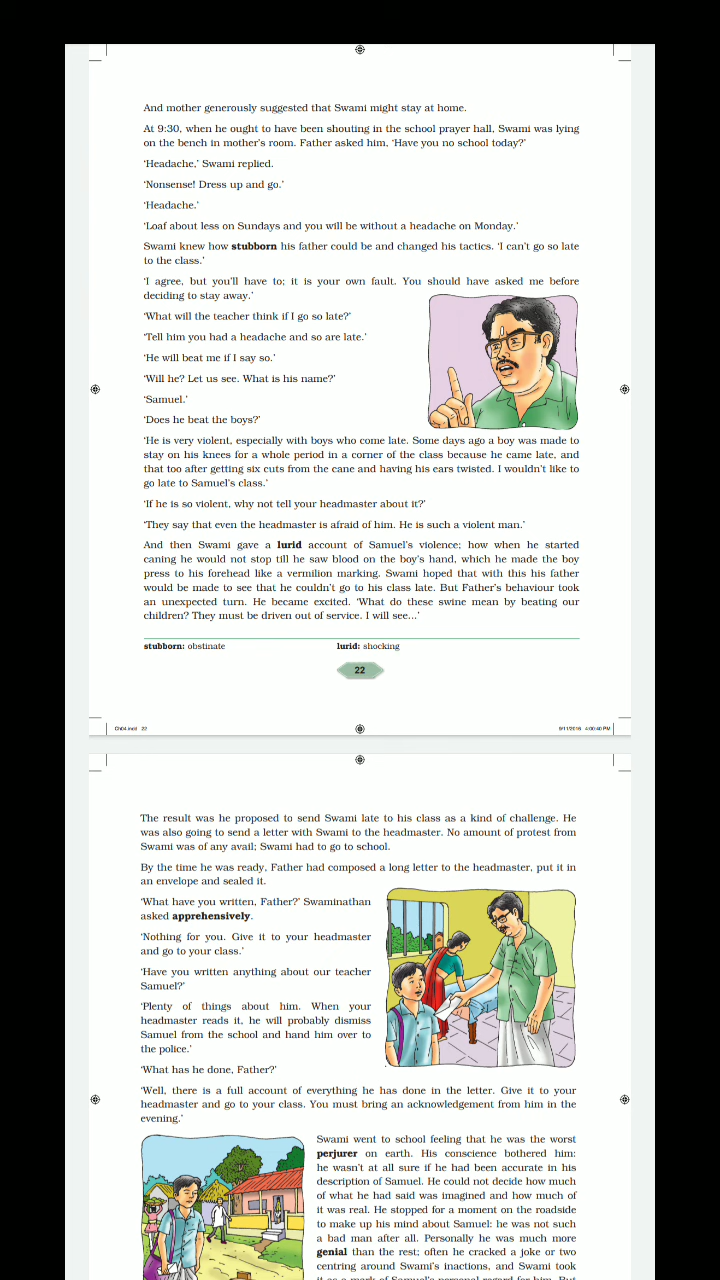 And mother generously suggested that Swami might stay at home.
At 9:30, when he ought to have been shouting in the school prayer hall, Swami was lying
on the bench in mother's room. Father asked him, 'Have you no school today?'
'Headache,' Swami replied.
'Nonsense! Dress up and go.'
'Headache.'
'Loaf about less on Sundays and you will be without a headache on Monday.'
Swami knew how stubborn his father could be and changed his tactics. 'I can't go so late
to the class.'
'I agree, but you'll have to; it is your own fault. You should have asked me before
deciding to stay away.'
'What will the teacher think if I go so late?'
'Tell him you had a headache and so are late.'
'He will beat me if I say so.'
'Will he? Let us see. What is his name?'
'Samuel.'
'Does he beat the boys?'
'He is very violent, especially with boys who come late. Some days ago a boy was made to
stay on his knees for a whole period in a corner of the class because he came late, and
that too after getting six cuts from the cane and having his ears twisted. I wouldn't like to
go late to Samuel's class.'
'If he is so violent, why not tell your headmaster about it?'
'They say that even the headmaster is afraid of him. He is such a violent man.'
And then Swami gave a lurid account of Samuel's violence; how when he started
caning he would not stop till he saw blood on the boy's hand, which he made the boy
press to his forehead like a vermilion marking. Swami hoped that with this his father
would be made to see that he couldn't go to his class late. But Father's behaviour took
an unexpected turn. He became excited. 'What do these swine mean by beating our
children? They must be driven out of service. I will see...'
stubborn: obstinate lurid: shocking
22
Ch04.indd 22 9/11/2016 4:00:40 PM
The result was he proposed to send Swami late to his class as a kind of challenge. He
was also going to send a letter with Swami to the headmaster. No amount of protest from
Swami was of any avail; Swami had to go to school.
By the time he was ready, Father had composed a long letter to the headmaster, put it in
an envelope and sealed it.
'What have you written, Father?' Swaminathan
asked apprehensively.
'Nothing for you. Give it to your headmaster
and go to your class.'
'Have you written anything about our teacher
Samuel?'
'Plenty of things about him. When your
headmaster reads it, he will probably dismiss
Samuel from the school and hand him over to
the police.'
'What has he done, Father?'
'Well, there is a full account of everything he has done in the letter. Give it to your
headmaster and go to your class. You must bring an acknowledgement from him in the
evening.'
Swami went to school feeling that he was the worst
perjurer on earth. His conscience bothered him:
he wasn't at all sure if he had been accurate in his
description of Samuel. He could not decide how much
of what he had said was imagined and how much of
it was real. He stopped for a moment on the roadside
to make up his mind about Samuel: he was not such
a bad man after all. Personally he was much more
genial than the rest; often he cracked a joke or two
centring around Swami's inactions, and Swami took
it as a mark of Samuel's personal regard for him. But